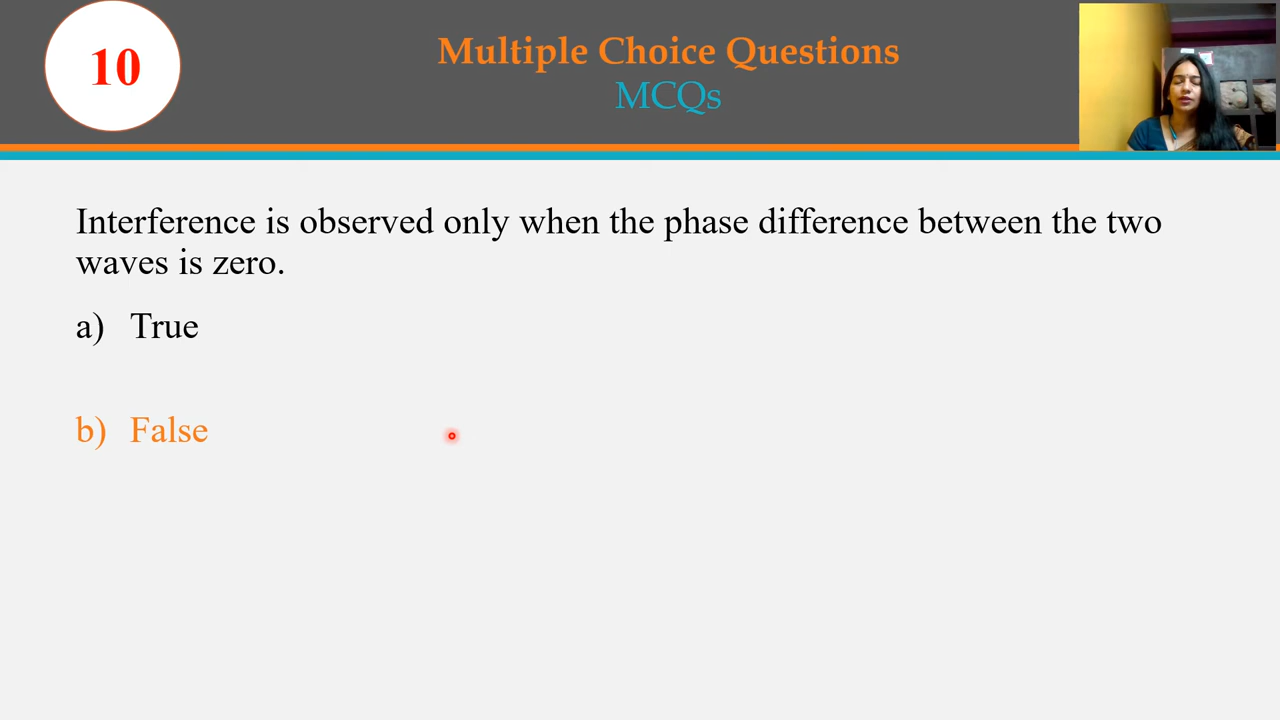 10
Multiple Choice Questions
MCQs
Interference is observed only when the phase difference between the two
waves is zero.
a) True
b) False